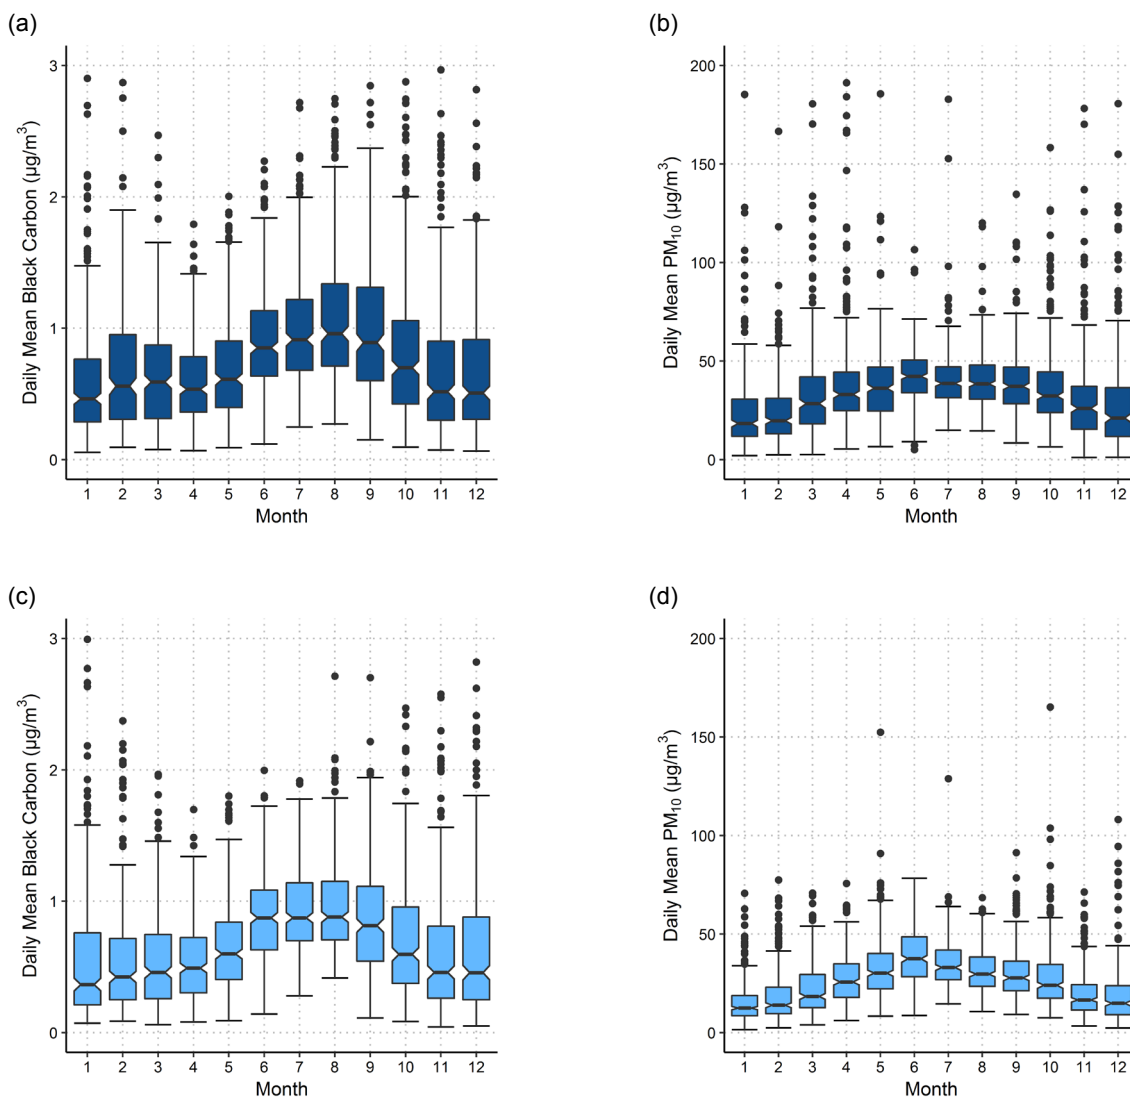 (a)
Daily Mean Black Carbon (µg/m³)
3
2
1
0
1 2 3 4 5 6 7 8 9 10 11 12
Month
(b)
Daily Mean PM₁₀ (µg/m³)
200
150
100
50
0
1 2 3 4 5 6 7 8 9 10 11 12
Month
(c)
Daily Mean Black Carbon (µg/m³)
3
2
1
0
1 2 3 4 5 6 7 8 9 10 11 12
Month
(d)
Daily Mean PM₁₀ (µg/m³)
200
150
100
50
0
1 2 3 4 5 6 7 8 9 10 11 12
Month